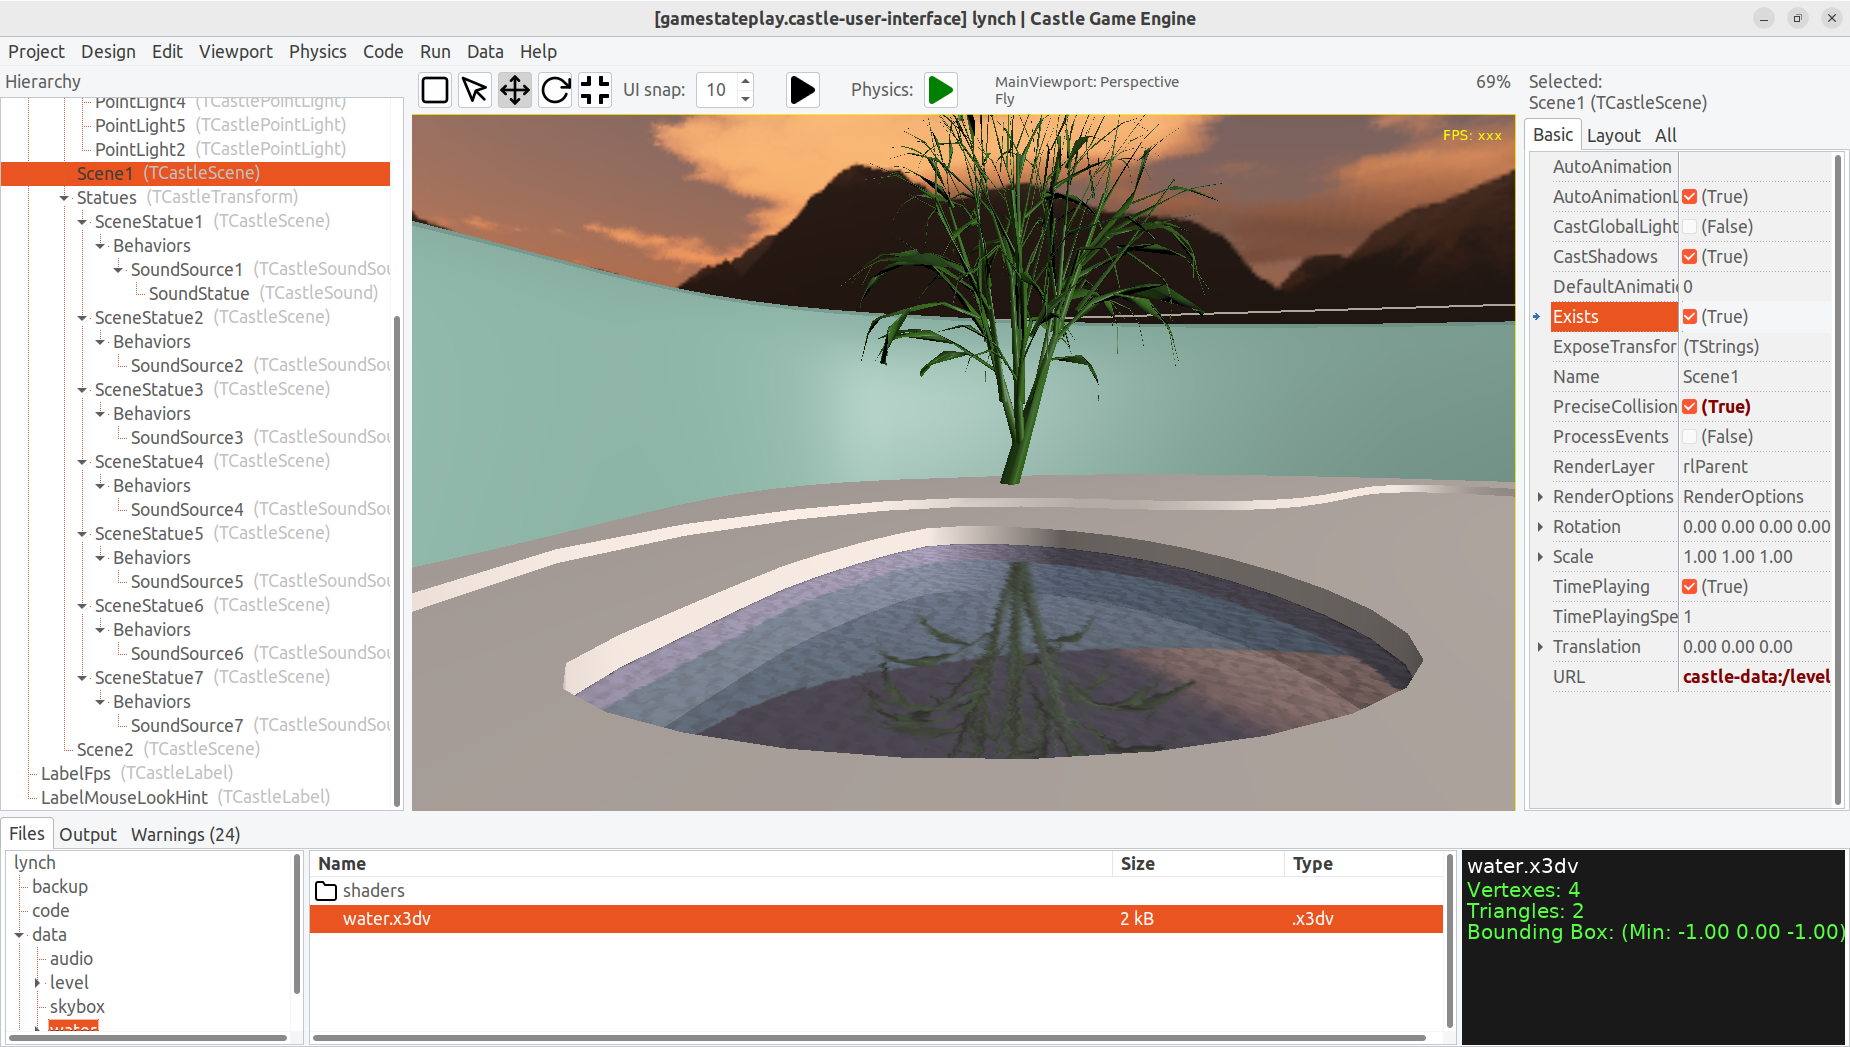 [gamestateplay.castle-user-interface] lynch | Castle Game Engine
Project Design Edit Viewport Physics Code Run Data Help
Hierarchy
PointLight4 (TCastlePointLight)
PointLight5 (TCastlePointLight)
PointLight2 (TCastlePointLight)
Scene1 (TCastleScene)
Statues (TCastleTransform)
SceneStatue1 (TCastleScene)
Behaviors
SoundSource1 (TCastleSoundSou
SoundStatue (TCastleSound)
SceneStatue2 (TCastleScene)
Behaviors
SoundSource2 (TCastleSoundSou
SceneStatue3 (TCastleScene)
Behaviors
SoundSource3 (TCastleSoundSou
SceneStatue4 (TCastleScene)
Behaviors
SoundSource4 (TCastleSoundSou
SceneStatue5 (TCastleScene)
Behaviors
SoundSource5 (TCastleSoundSou
SceneStatue6 (TCastleScene)
Behaviors
SoundSource6 (TCastleSoundSou
SceneStatue7 (TCastleScene)
Behaviors
SoundSource7 (TCastleSoundSou
Scene2 (TCastleScene)
LabelFps (TCastleLabel)
LabelMouseLookHint (TCastleLabel)
UI snap: 10
Physics:
MainViewport: Perspective
Fly
69%
FPS: xxx
Selected:
Scene1 (TCastleScene)
Basic Layout All
AutoAnimation
AutoAnimationL (True)
CastGlobalLight (False)
CastShadows (True)
DefaultAnimatic 0
Exists (True)
ExposeTransfor (TStrings)
Name Scene1
PreciseCollision (True)
ProcessEvents (False)
RenderLayer rlParent
RenderOptions RenderOptions
Rotation 0.00 0.00 0.00 0.00
Scale 1.00 1.00 1.00
TimePlaying (True)
TimePlayingSpe 1
Translation 0.00 0.00 0.00
URL castle-data:/level
Files Output Warnings (24)
lynch
backup
code
data
audio
level
skybox
water
Name Size Type
shaders
water.x3dv 2 kB .x3dv
water.x3dv
Vertexes: 4
Triangles: 2
Bounding Box: (Min: -1.00 0.00 -1.00)